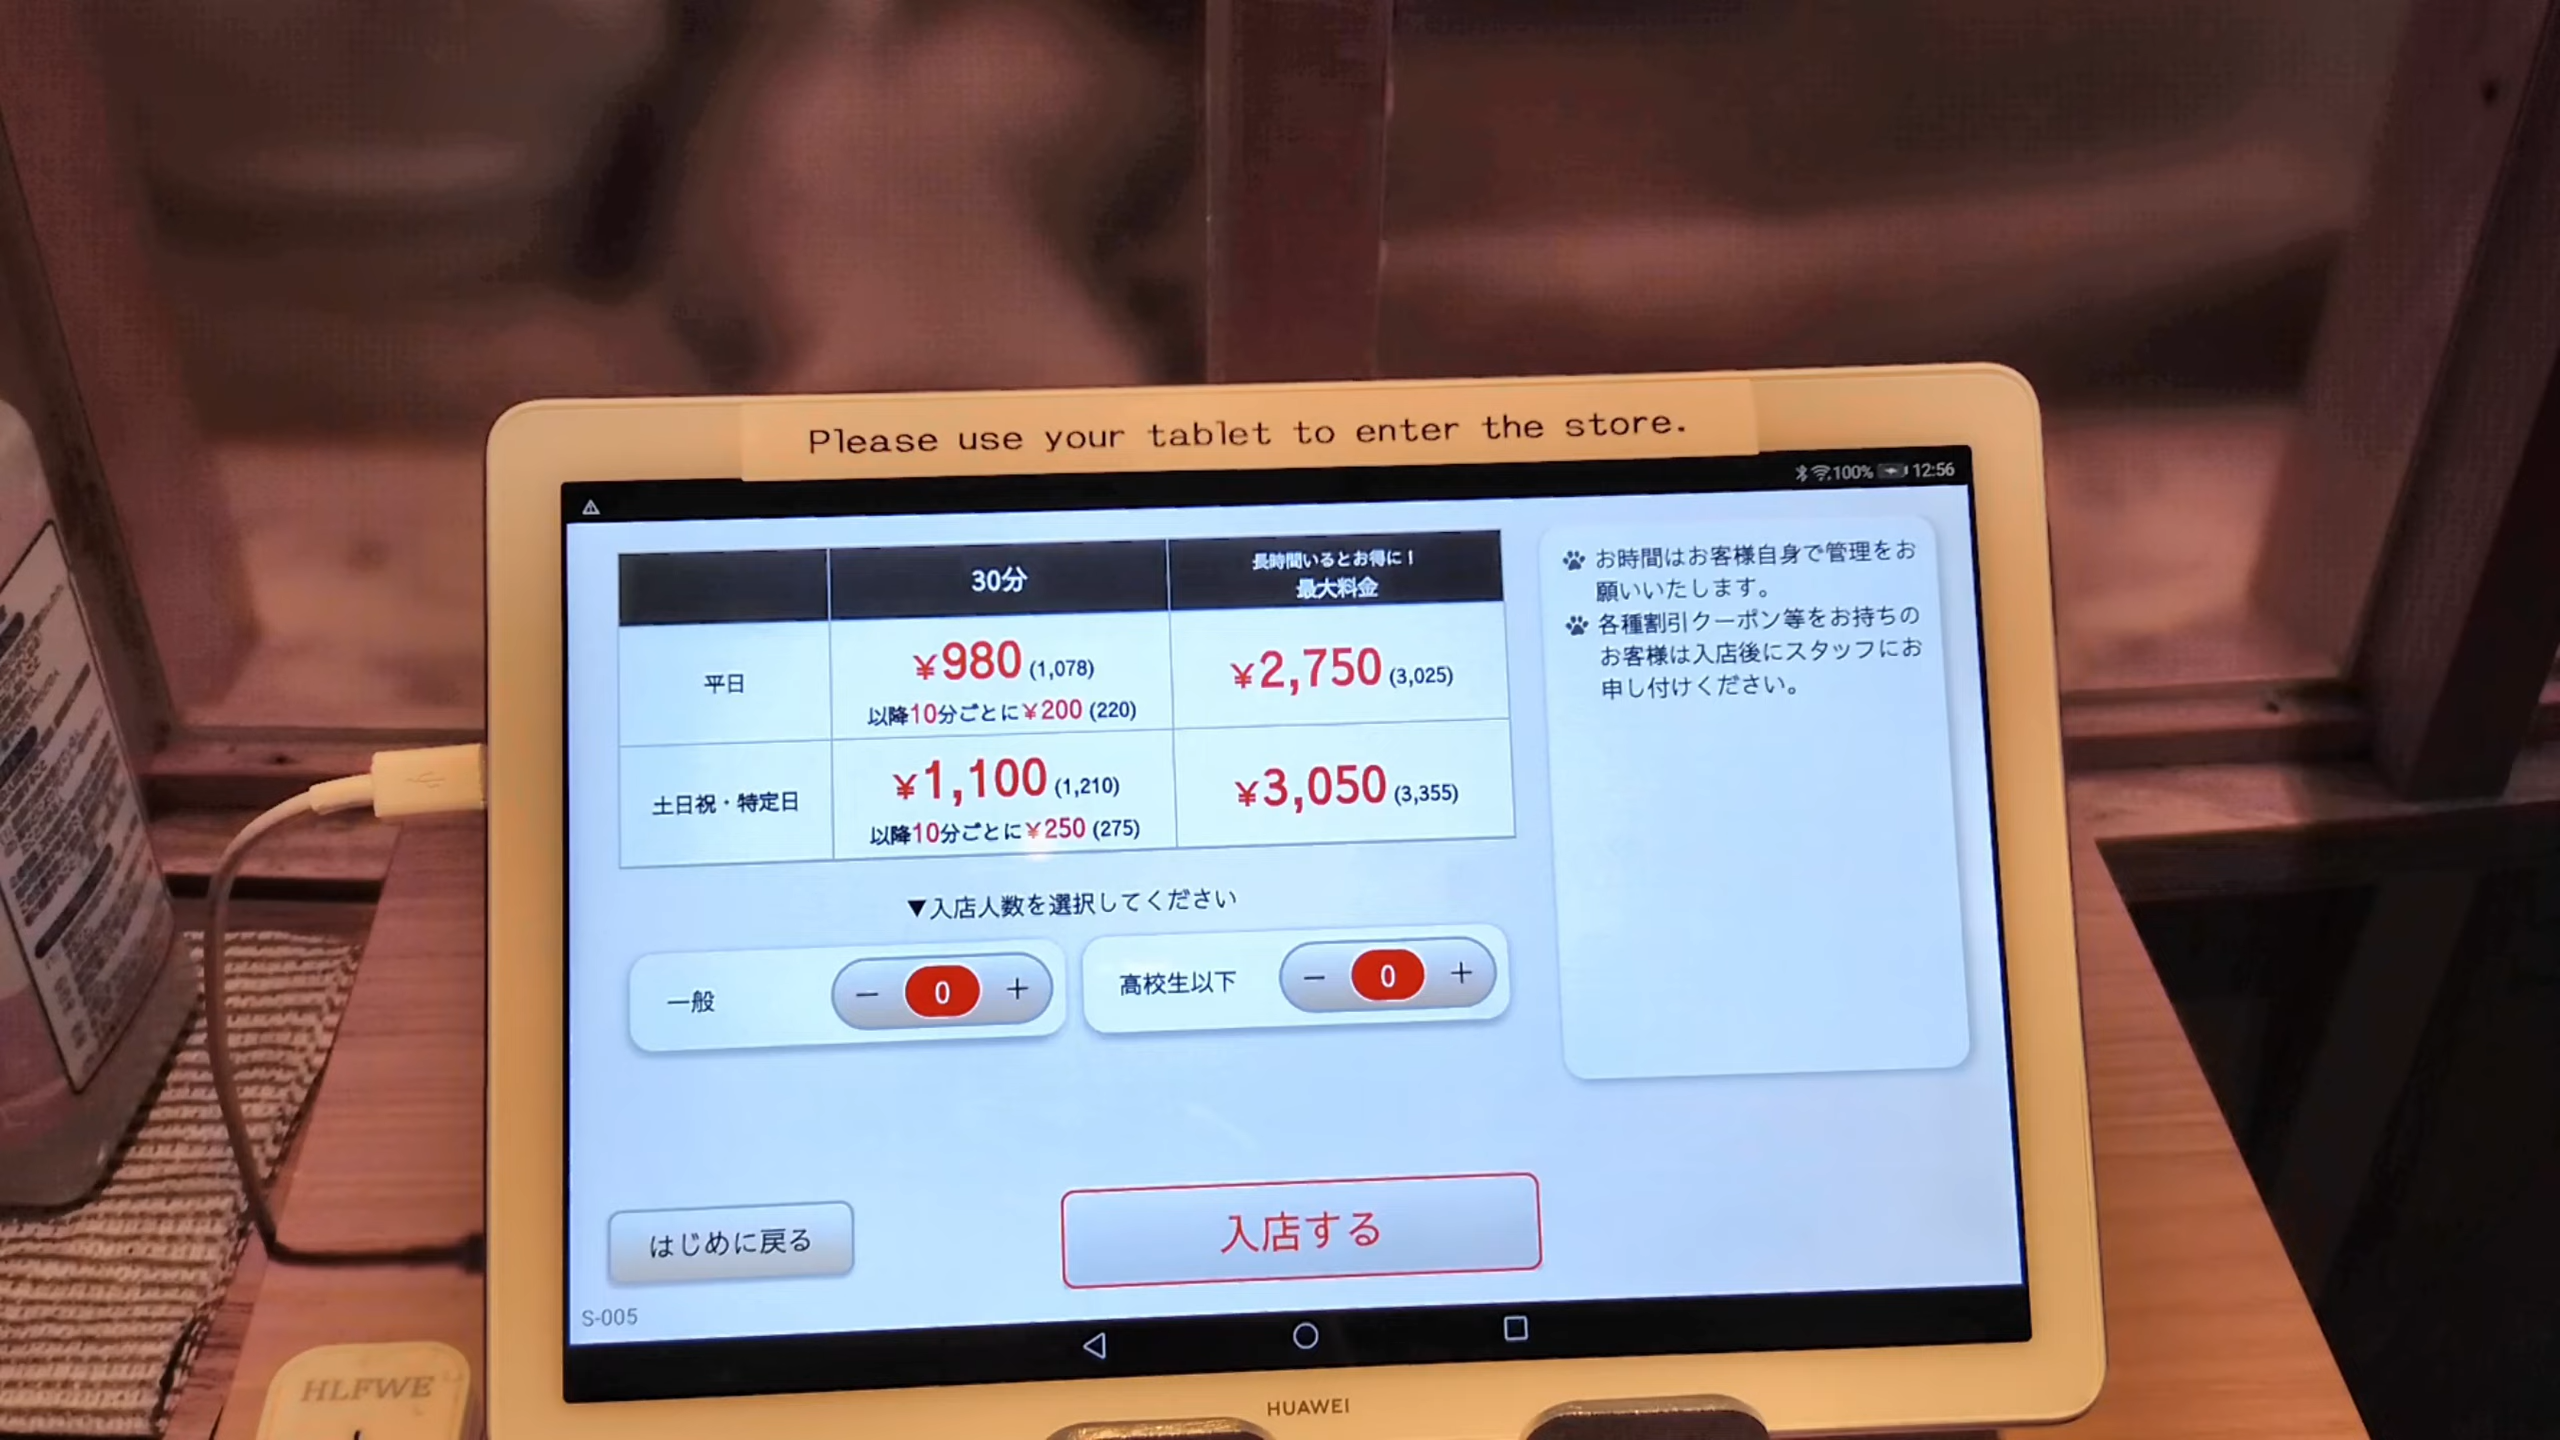 Please use your tablet to enter the store.
100% 12:56
30分
長時間いるとお得に！
最大料金
平日
¥980 (1,078)
以降10分ごとに¥200 (220)
¥2,750 (3,025)
土日祝・特定日
¥1,100 (1,210)
以降10分ごとに¥250 (275)
¥3,050 (3,355)
お時間はお客様自身で管理をお
願いいたします。
各種割引クーポン等をお持ちの
お客様は入店後にスタッフにお
申し付けください。
▼入店人数を選択してください
一般 － 0 +
高校生以下 － 0 +
はじめに戻る
入店する
S-005
HUAWEI
HLFWE